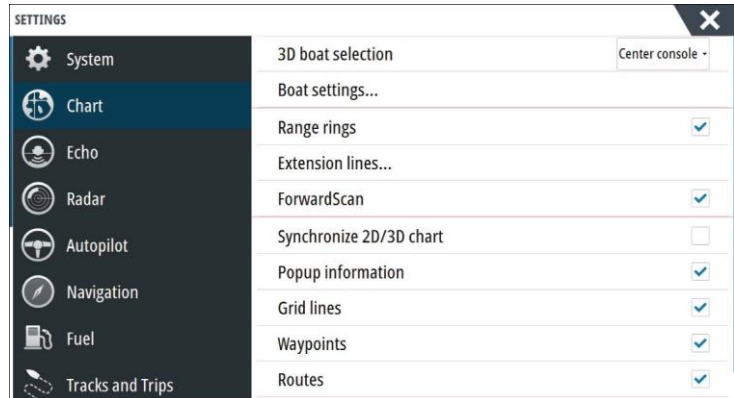 SETTINGS
System
Chart
Echo
Radar
Autopilot
Navigation
Fuel
Tracks and Trips
3D boat selection Center console
Boat settings...
Range rings
Extension lines...
ForwardScan
Synchronize 2D/3D chart
Popup information
Grid lines
Waypoints
Routes